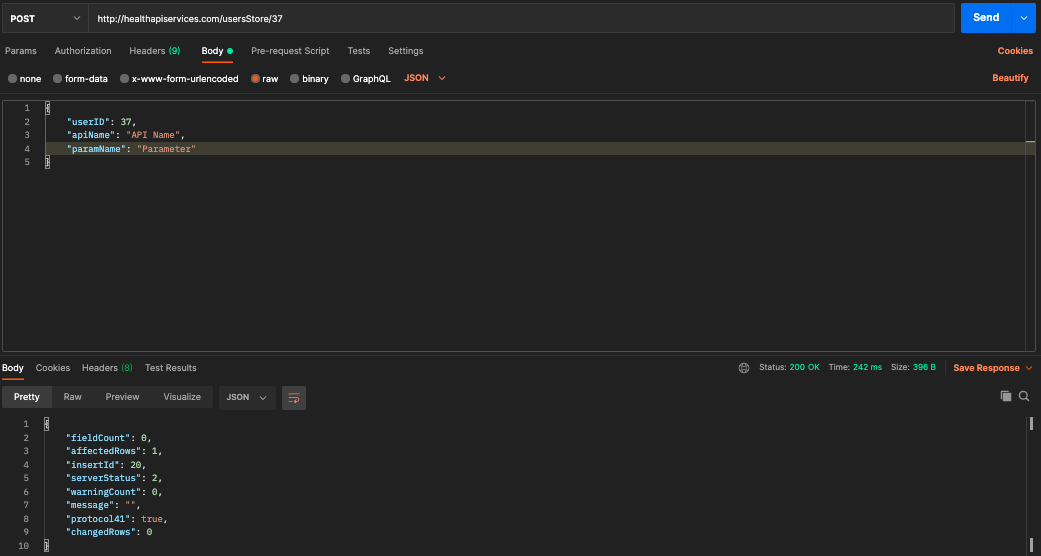 POST http://healthapiservices.com/usersStore/37 Send
Params Authorization Headers (9) Body Pre-request Script Tests Settings Cookies
none form-data x-www-form-urlencoded raw binary GraphQL JSON Beautify
1 {
2 "userID": 37,
3 "apiName": "API Name",
4 "paramName": "Parameter"
5 }
Body Cookies Headers (8) Test Results Status: 200 OK Time: 242 ms Size: 396 B Save Response
Pretty Raw Preview Visualize JSON
1 {
2 "fieldCount": 0,
3 "affectedRows": 1,
4 "insertId": 20,
5 "serverStatus": 2,
6 "warningCount": 0,
7 "message": "",
8 "protocol41": true,
9 "changedRows": 0
10 }